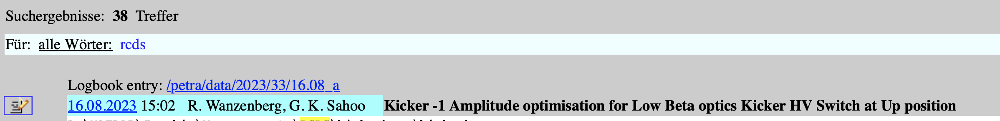 Suchergebnisse: 38 Treffer
Für: alle Wörter: rcds
Logbook entry: /petra/data/2023/33/16.08_a
16.08.2023 15:02 R. Wanzenberg, G. K. Sahoo Kicker -1 Amplitude optimisation for Low Beta optics Kicker HV Switch at Up position